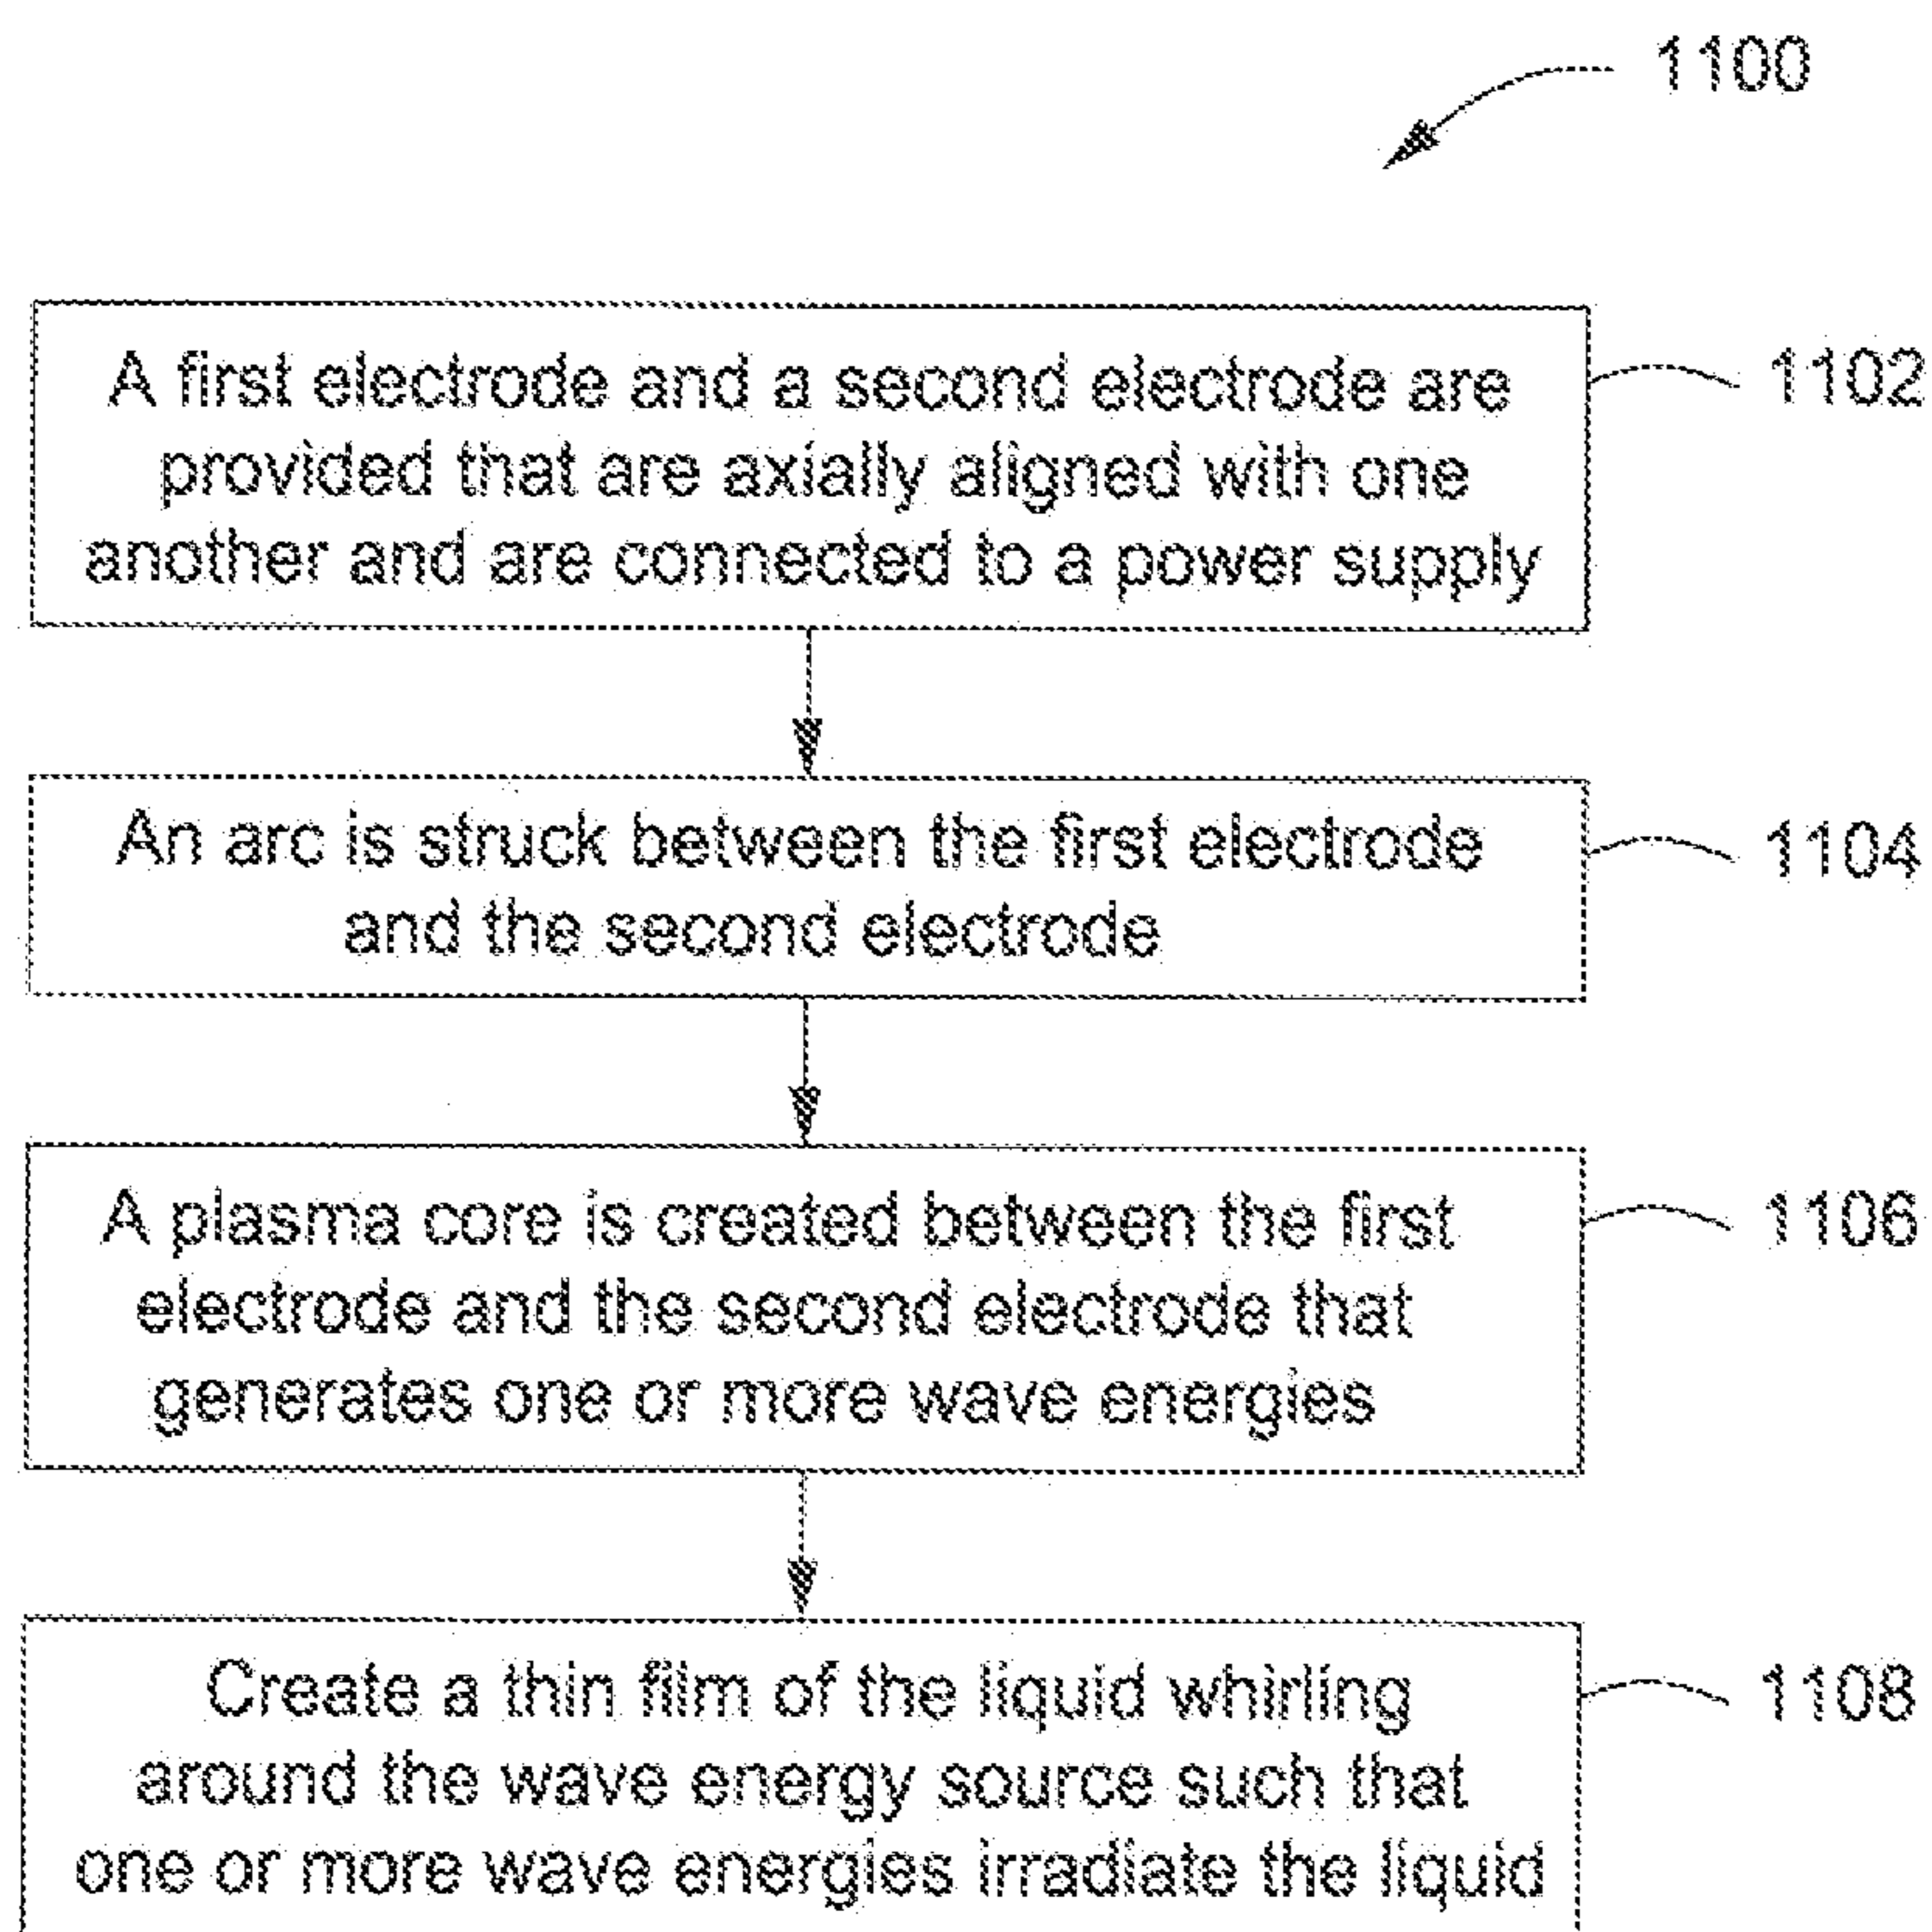 1100
A first electrode and a second electrode are
provided that are axially aligned with one
another and are connected to a power supply
1102
An arc is struck between the first electrode
and the second electrode
1104
A plasma core is created between the first
electrode and the second electrode that
generates one or more wave energies
1106
Create a thin film of the liquid whirling
around the wave energy source such that
one or more wave energies irradiate the liquid
1108